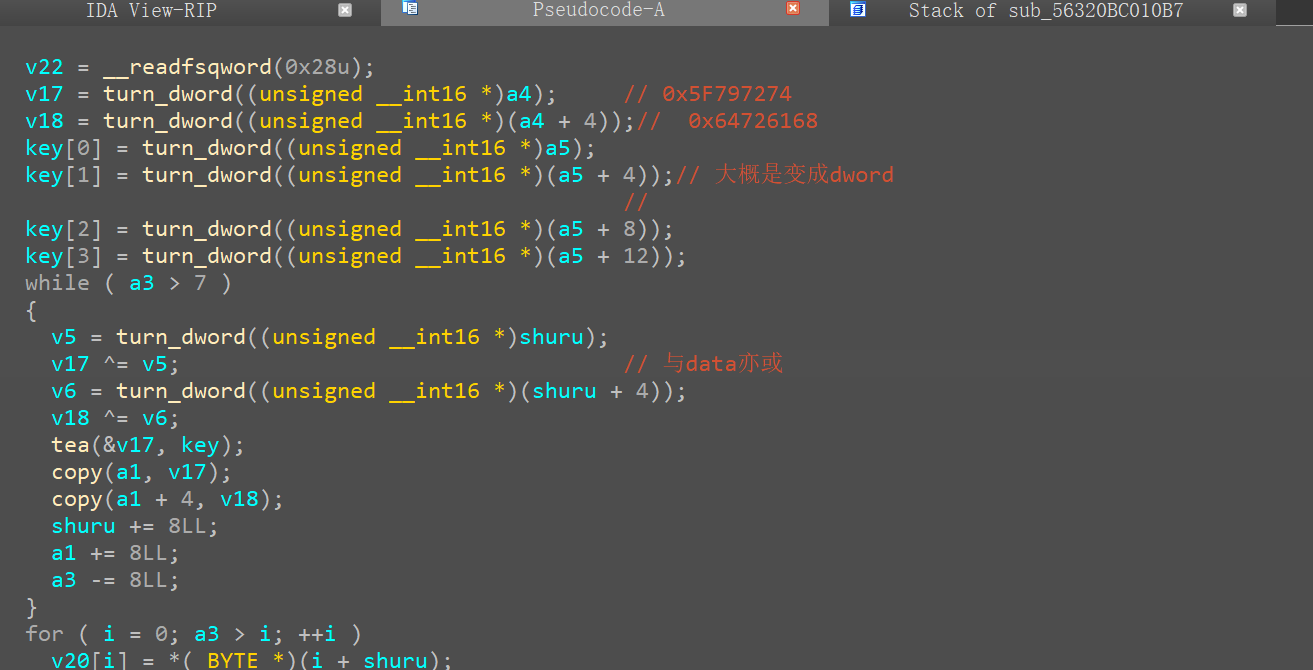 IDA View-RIP Pseudocode-A Stack of sub_56320BC010B7
v22 = __readfsqword(0x28u);
v17 = turn_dword((unsigned __int16 *)a4);      // 0x5F797274
v18 = turn_dword((unsigned __int16 *)(a4 + 4));//  0x64726168
key[0] = turn_dword((unsigned __int16 *)a5);
key[1] = turn_dword((unsigned __int16 *)(a5 + 4));// 大概是变成dword
//
key[2] = turn_dword((unsigned __int16 *)(a5 + 8));
key[3] = turn_dword((unsigned __int16 *)(a5 + 12));
while ( a3 > 7 )
{
v5 = turn_dword((unsigned __int16 *)shuru);
v17 ^= v5;                                  // 与data亦或
v6 = turn_dword((unsigned __int16 *)(shuru + 4));
v18 ^= v6;
tea(&v17, key);
copy(a1, v17);
copy(a1 + 4, v18);
shuru += 8LL;
a1 += 8LL;
a3 -= 8LL;
}
for ( i = 0; a3 > i; ++i )
v20[i] = *(_BYTE *)(i + shuru);